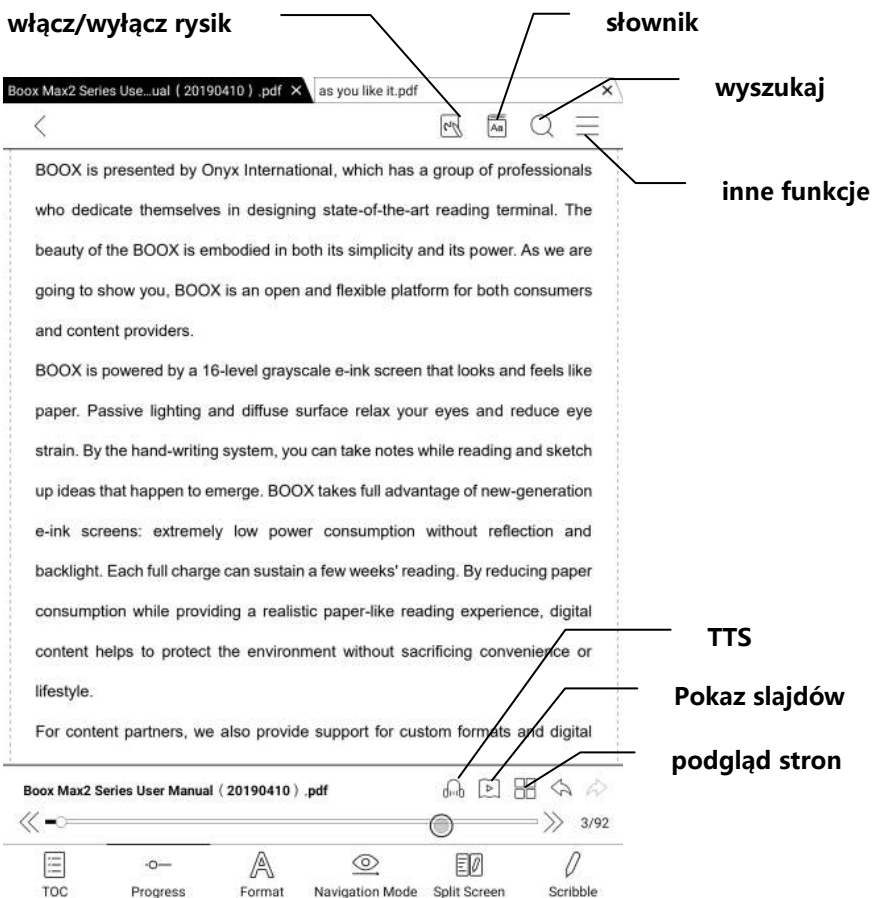 włącz/wyłącz rysik
słownik
Boox Max2 Series Use...ual ( 20190410 ) .pdf ×
as you like it.pdf ×
wyszukaj
Aa
inne funkcje
BOOX is presented by Onyx International, which has a group of professionals
who dedicate themselves in designing state-of-the-art reading terminal. The
beauty of the BOOX is embodied in both its simplicity and its power. As we are
going to show you, BOOX is an open and flexible platform for both consumers
and content providers.
BOOX is powered by a 16-level grayscale e-ink screen that looks and feels like
paper. Passive lighting and diffuse surface relax your eyes and reduce eye
strain. By the hand-writing system, you can take notes while reading and sketch
up ideas that happen to emerge. BOOX takes full advantage of new-generation
e-ink screens: extremely low power consumption without reflection and
backlight. Each full charge can sustain a few weeks' reading. By reducing paper
consumption while providing a realistic paper-like reading experience, digital
content helps to protect the environment without sacrificing convenience or
lifestyle.
For content partners, we also provide support for custom formats and digital
TTS
Pokaz slajdów
podgląd stron
Boox Max2 Series User Manual ( 20190410 ) .pdf
3/92
TOC Progress Format Navigation Mode Split Screen Scribble